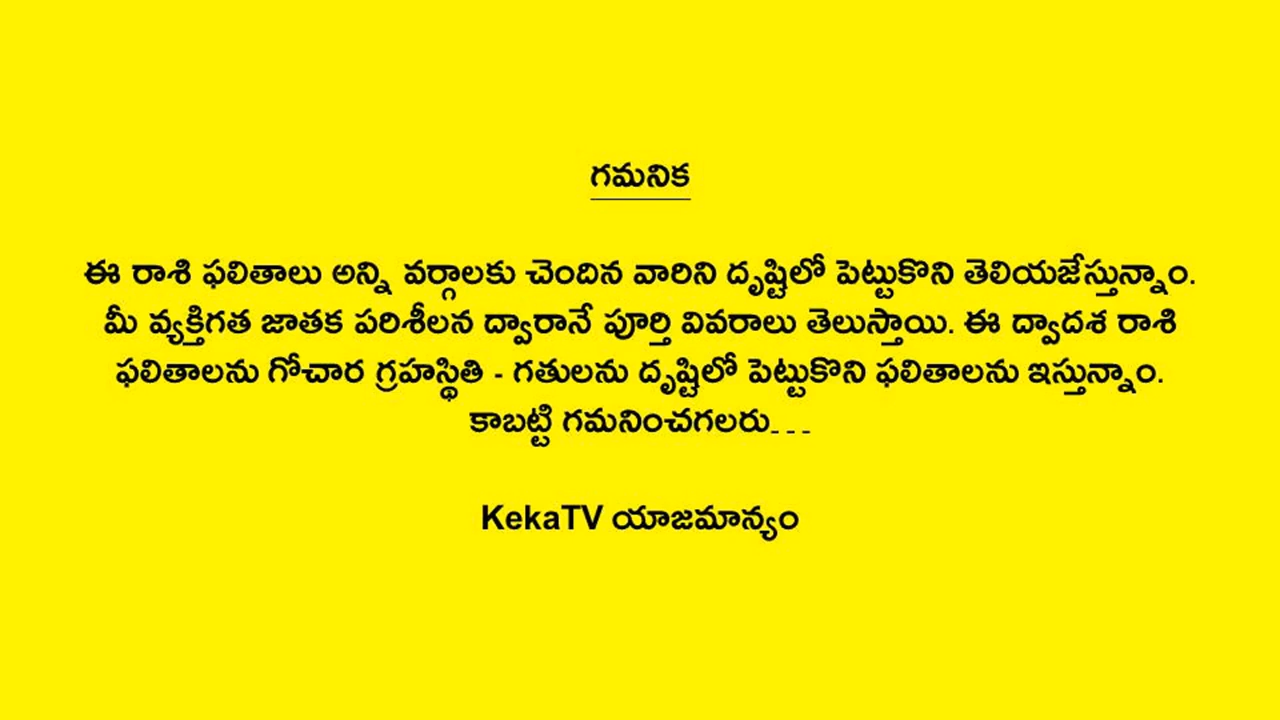 గమనిక
ఈ రాశి ఫలితాలు అన్ని వర్గాలకు చెందిన వారిని దృష్టిలో పెట్టుకొని తెలియజేస్తున్నాం.
మీ వ్యక్తిగత జాతక పరిశీలన ద్వారానే పూర్తి వివరాలు తెలుస్తాయి. ఈ ద్వాదశ రాశి
ఫలితాలను గోచార గ్రహస్థితి - గతులను దృష్టిలో పెట్టుకొని ఫలితాలను ఇస్తున్నాం.
కాబట్టి గమనించగలరు...
KekaTV యాజమాన్యం